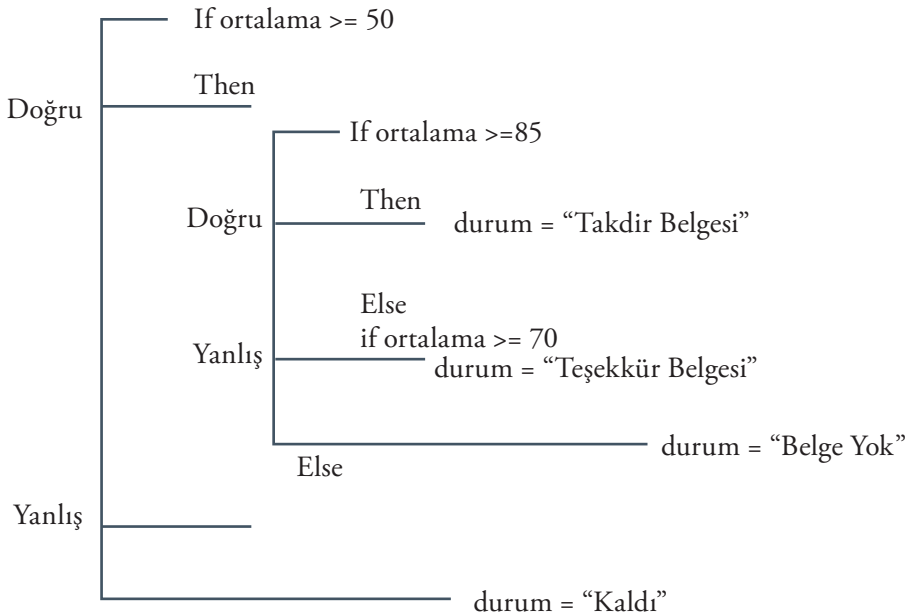 If ortalama >= 50
Then
Doğru
If ortalama >=85
Then
Doğru
durum = “Takdir Belgesi”
Else
if ortalama >= 70
Yanlış
durum = “Teşekkür Belgesi”
durum = “Belge Yok”
Else
Yanlış
durum = “Kaldı”